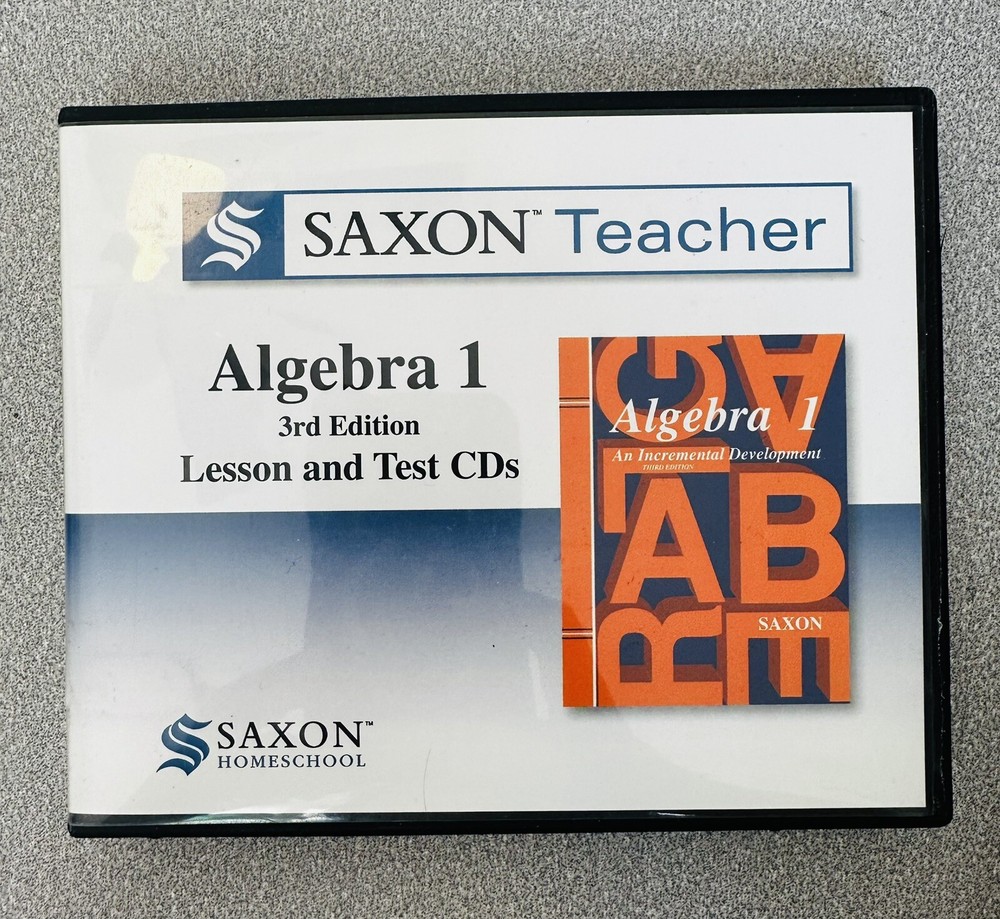 SAXON™ Teacher
Algebra 1
3rd Edition
Lesson and Test CDs
Algebra 1
An Incremental Development
THIRD EDITION
ALGEBRA
SAXON
SAXON™
HOMESCHOOL